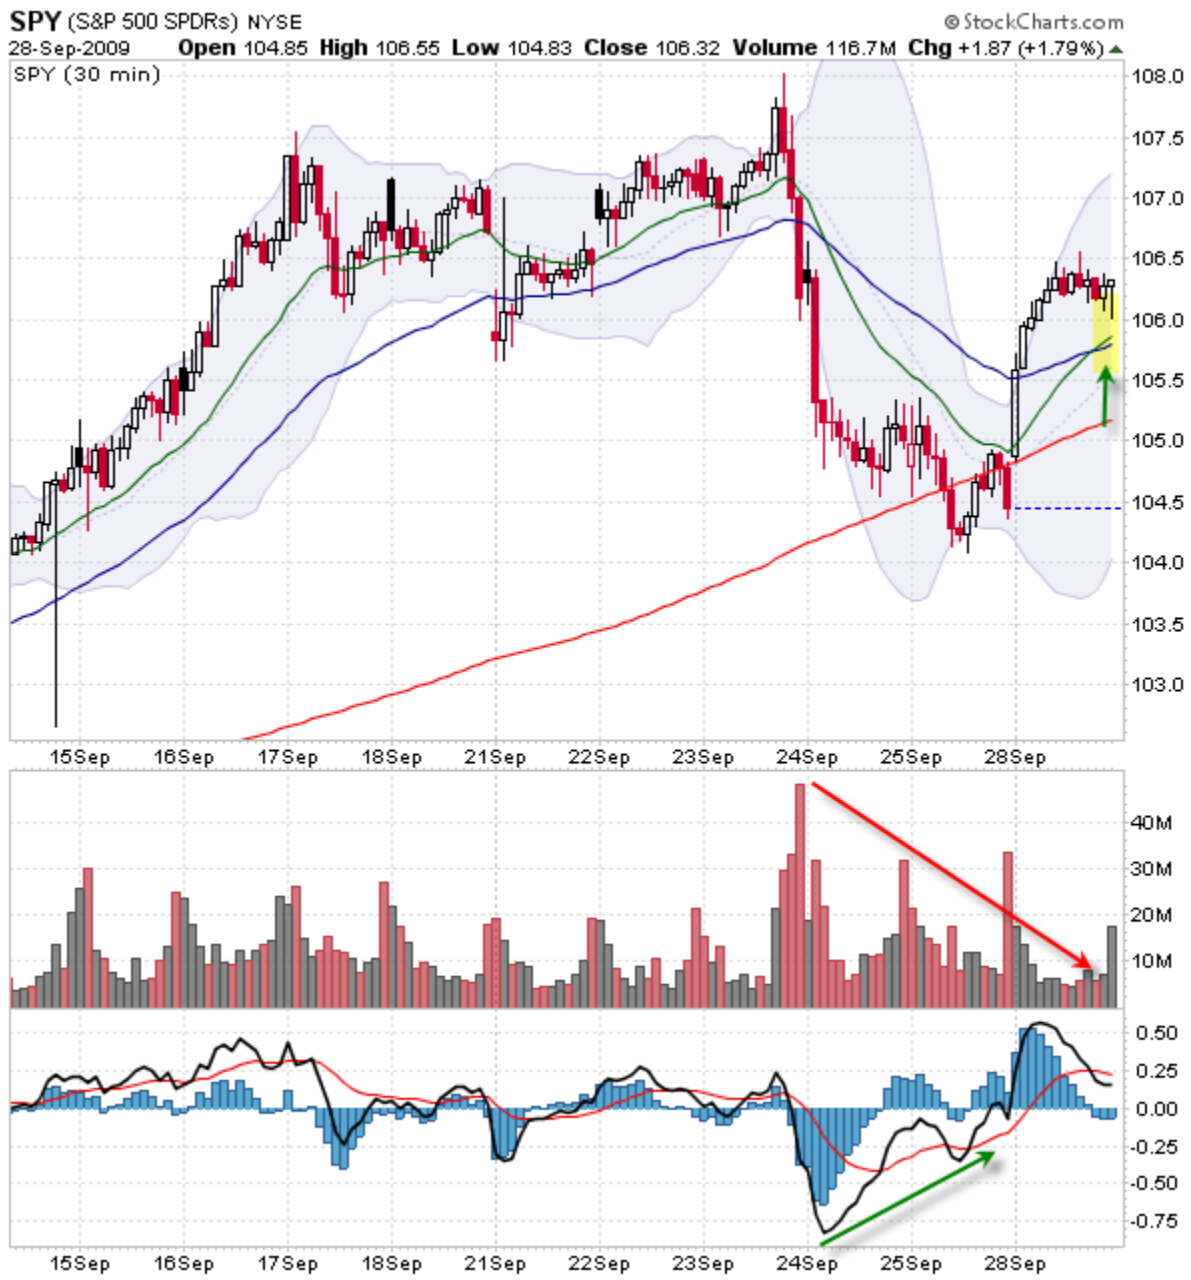 SPY (S&P 500 SPDRs) NYSE © StockCharts.com
28-Sep-2009 Open 104.85 High 106.55 Low 104.83 Close 106.32 Volume 116.7M Chg +1.87 (+1.79%)
SPY (30 min)
108.0
107.5
107.0
106.5
106.0
105.5
105.0
104.5
104.0
103.5
103.0
15Sep 16Sep 17Sep 18Sep 21Sep 22Sep 23Sep 24Sep 25Sep 28Sep
40M
30M
20M
10M
0.50
0.25
0.00
-0.25
-0.50
-0.75
15Sep 16Sep 17Sep 18Sep 21Sep 22Sep 23Sep 24Sep 25Sep 28Sep